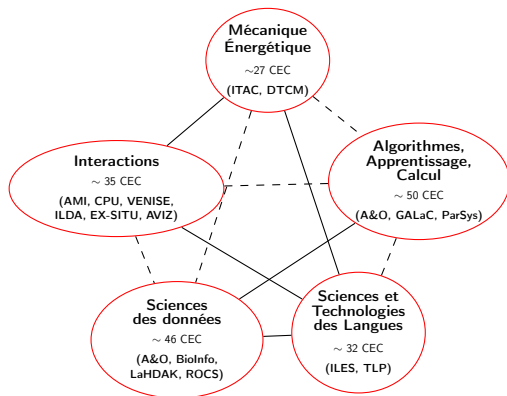 Mécanique
Énergétique
~27 CEC
(ITAC, DTCM)
Interactions
~ 35 CEC
(AMI, CPU, VENISE,
ILDA, EX-SITU, AVIZ)
Algorithmes,
Apprentissage,
Calcul
~ 50 CEC
(A&O, GALaC, ParSys)
Sciences
des données
~ 46 CEC
(A&O, BioInfo,
LaHDAK, ROCS)
Sciences et
Technologies
des Langues
~ 32 CEC
(ILES, TLP)